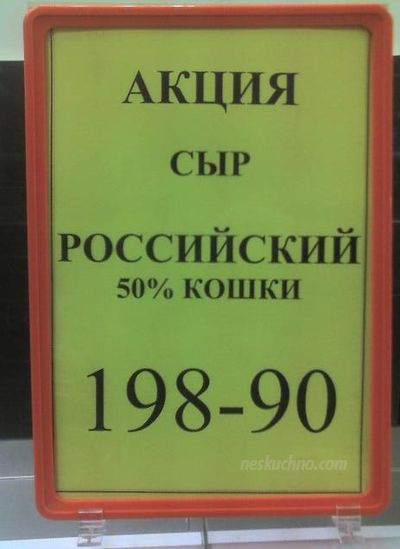 АКЦИЯ
СЫР
РОССИЙСКИЙ
50% КОШКИ
198-90
neskuchno.com